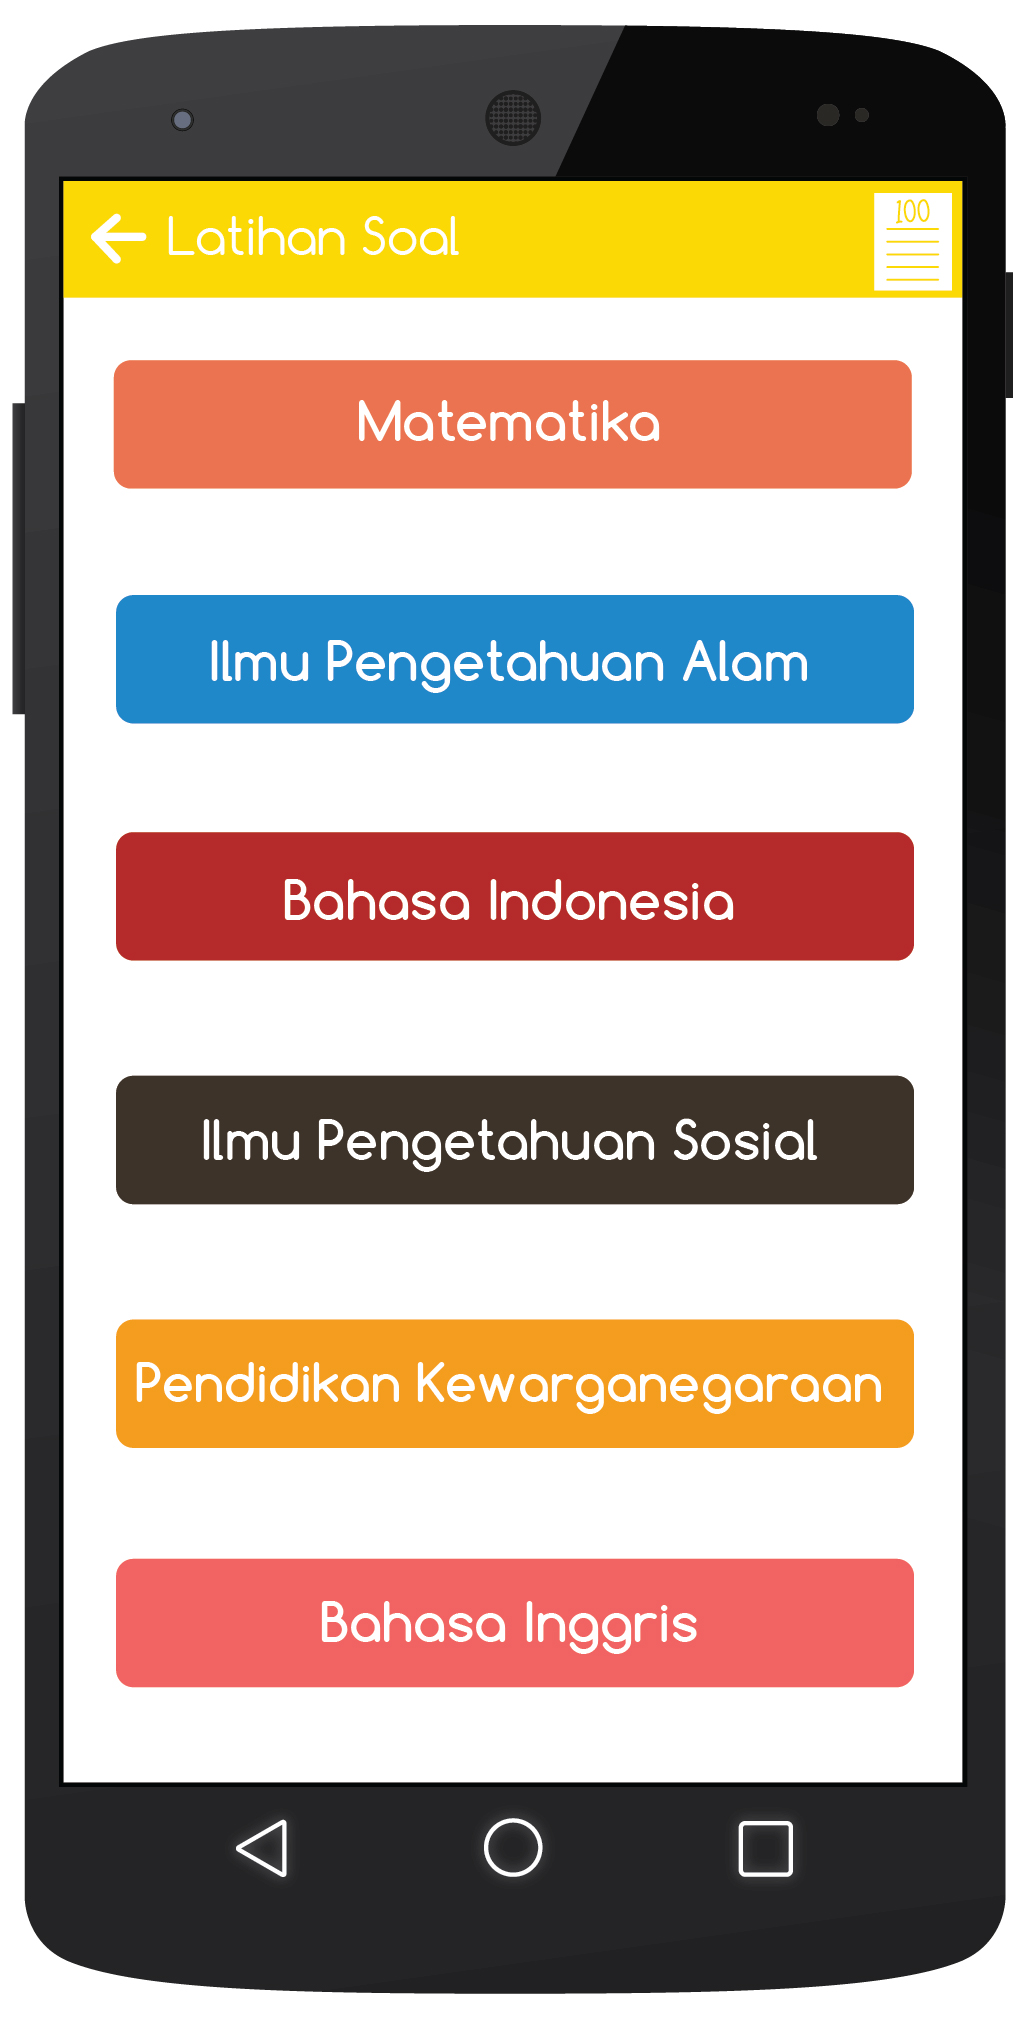 Latihan Soal
100
Matematika
Ilmu Pengetahuan Alam
Bahasa Indonesia
Ilmu Pengetahuan Sosial
Pendidikan Kewarganegaraan
Bahasa Inggris